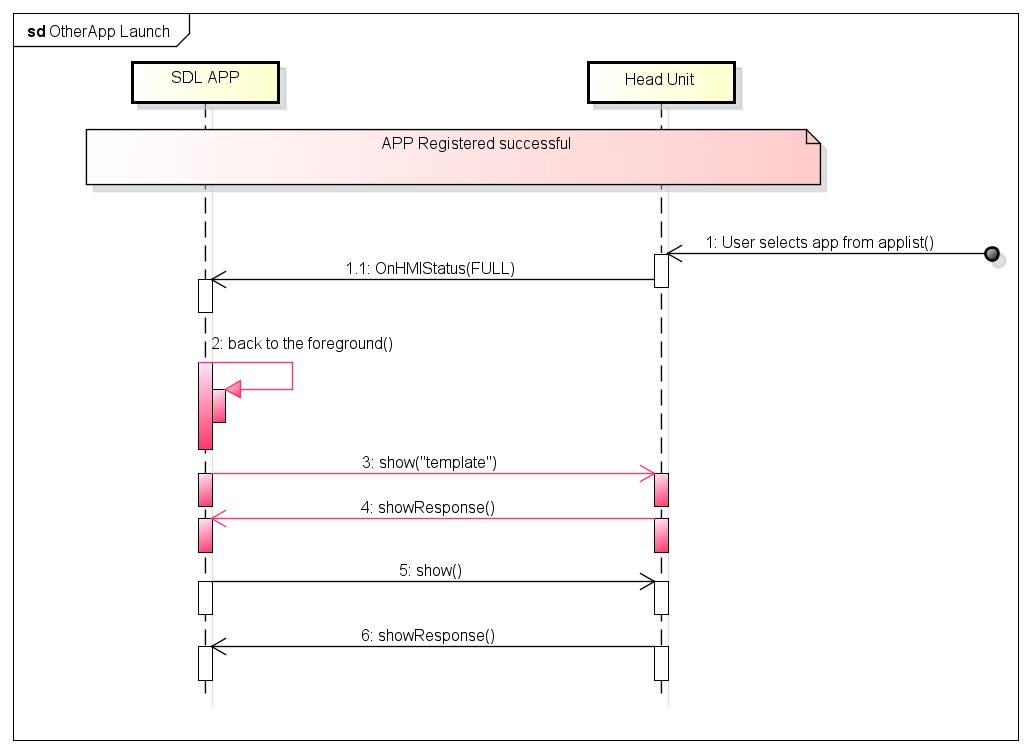 sd OtherApp Launch
SDL APP
Head Unit
APP Registered successful
1: User selects app from applist()
1.1: OnHMIStatus(FULL)
2: back to the foreground()
3: show("template")
4: showResponse()
5: show()
6: showResponse()